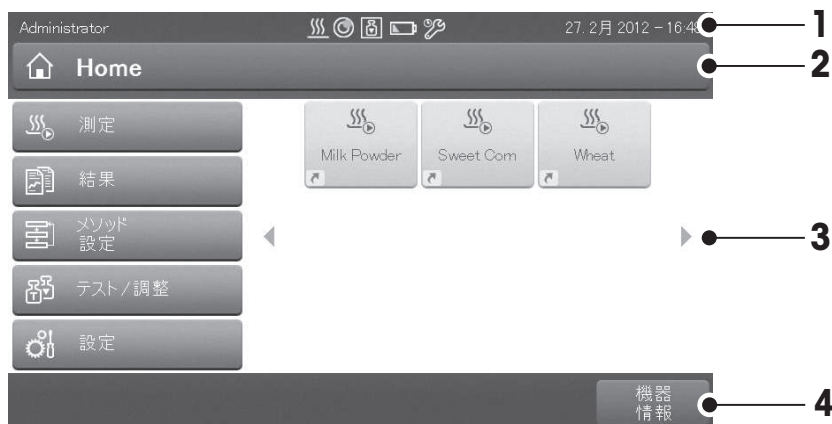 Administrator
27. 2月 2012 - 16:48
1
Home
2
測定
結果
メソッド
設定
テスト/調整
設定
Milk Powder
Sweet Corn
Wheat
3
機器
情報
4